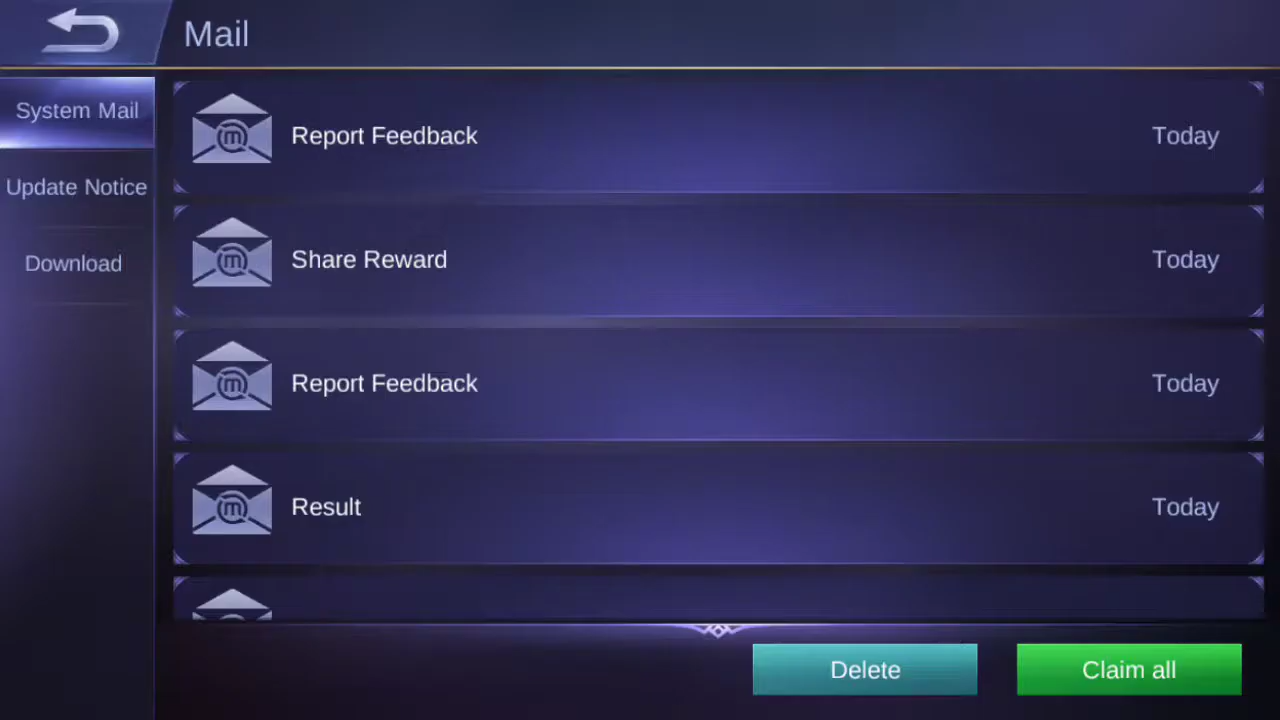 Mail
System Mail
Update Notice
Download
Report Feedback Today
Share Reward Today
Report Feedback Today
Result Today
Delete Claim all